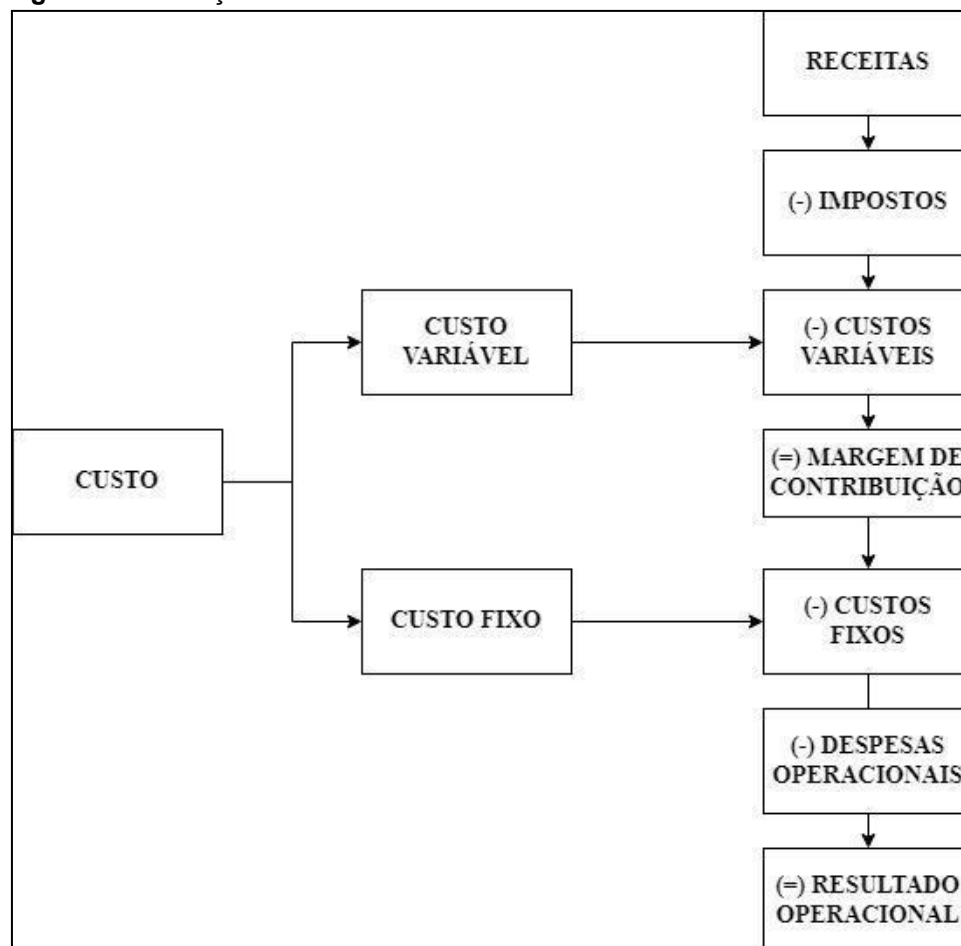 RECEITAS
(-) IMPOSTOS
CUSTO
VARIÁVEL
(-) CUSTOS
VARIÁVEIS
CUSTO
(=) MARGEM DE
CONTRIBUIÇÃO
CUSTO FIXO
(-) CUSTOS
FIXOS
(-) DESPESAS
OPERACIONAIS
(=) RESULTADO
OPERACIONAL